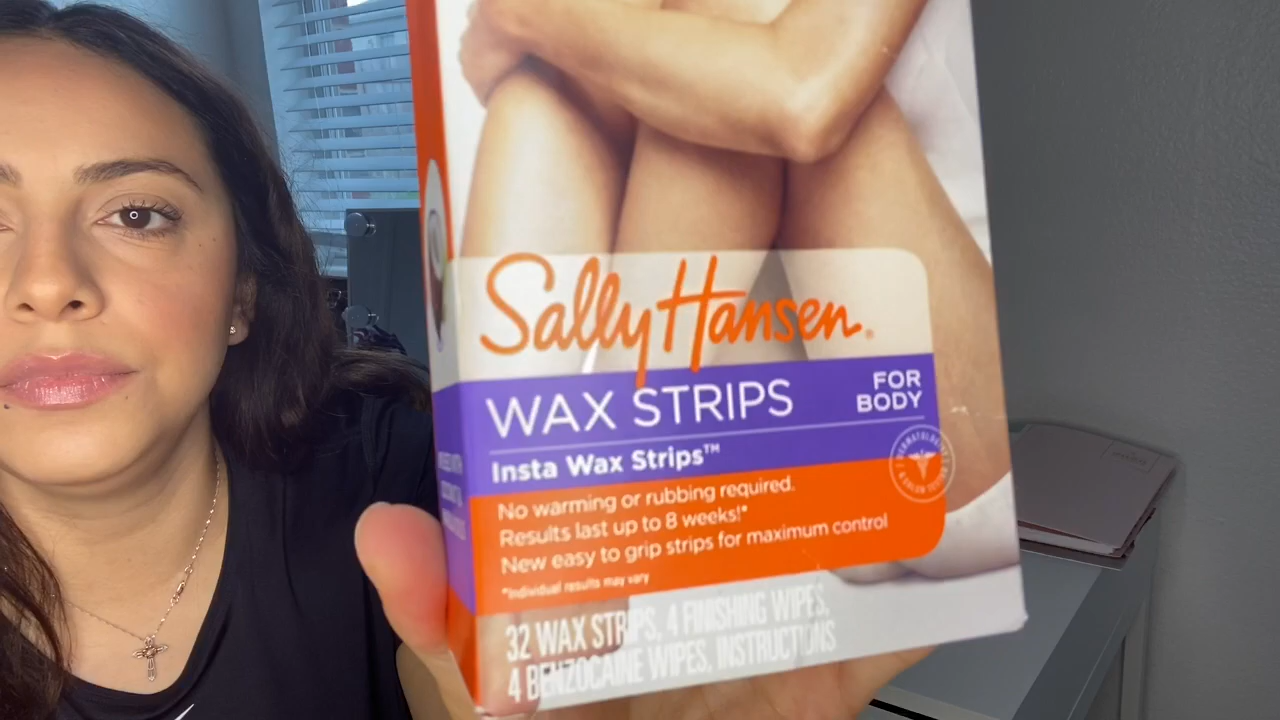 Sally Hansen®
WAX STRIPS
FOR
BODY
Insta Wax Strips™
No warming or rubbing required.
Results last up to 8 weeks!*
New easy to grip strips for maximum control
*Individual results may vary
32 WAX STRIPS, 4 FINISHING WIPES,
4 BENZOCAINE WIPES, INSTRUCTIONS